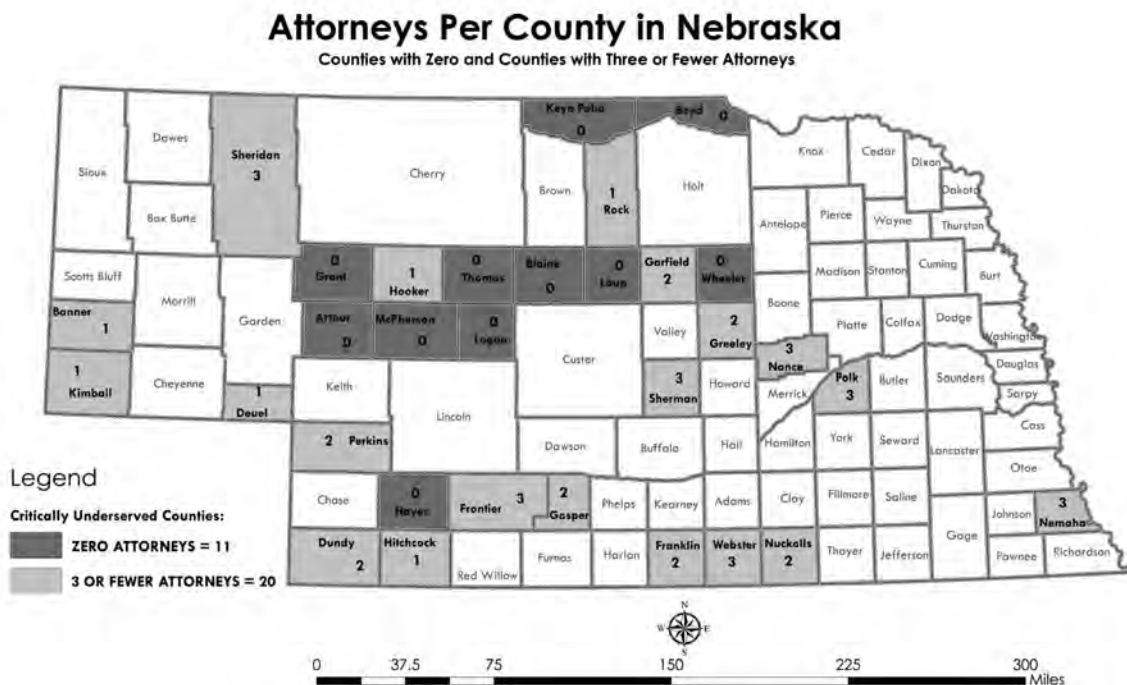 Attorneys Per County in Nebraska
Counties with Zero and Counties with Three or Fewer Attorneys
Keya Paha
0
Boyd
0
Dawes
Sheridan
3
Sioux
Cherry
Brown
1
Rock
Holt
Knox
Cedar
Dixon
Dakota
Box Butte
Antelope
Pierce
Wayne
Thurston
Scotts Bluff
0
Grant
1
Hooker
0
Thomas
Blaine
0
0
Loup
Garfield
2
0
Wheeler
Madison
Stanton
Cuming
Burt
Banner
1
Morrill
Garden
Arthur
0
McPherson
0
0
Logan
Custer
Valley
2
Greeley
Boone
Platte
Colfax
Dodge
Washington
1
Kimball
Cheyenne
1
Deuel
Keith
Lincoln
3
Sherman
Howard
3
Nance
Merrick
Polk
3
Butler
Saunders
Douglas
Sarpy
2 Perkins
Dawson
Buffalo
Hall
Hamilton
York
Seward
Lancaster
Cass
Otoe
Chase
0
Hayes
Frontier
3
2
Gosper
Phelps
Kearney
Adams
Clay
Fillmore
Saline
Gage
Johnson
3
Nemaha
Dundy
2
Hitchcock
1
Red Willow
Furnas
Harlan
Franklin
2
Webster
3
Nuckolls
2
Thayer
Jefferson
Pawnee
Richardson
Legend
Critically Underserved Counties:
ZERO ATTORNEYS = 11
3 OR FEWER ATTORNEYS = 20
N
W
E
S
0
37.5
75
150
225
300
Miles